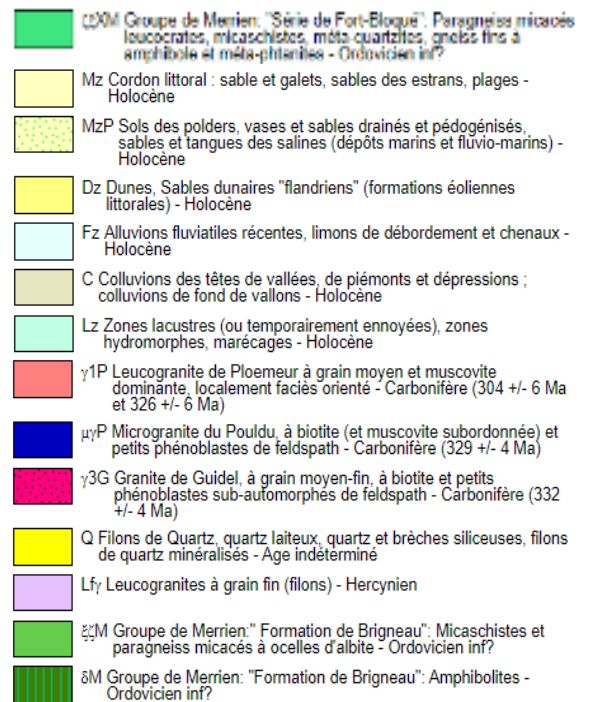 ξζXM Groupe de Merrien: "Série de Fort-Bloqué": Paragneiss micacés
leucocrates, micaschistes, méta-quartzites, gneiss fins à
amphibole et méta-phtanites - Ordovicien inf?
Mz Cordon littoral : sable et galets, sables des estrans, plages -
Holocène
MzP Sols des polders, vases et sables drainés et pédogénisés,
sables et tangues des salines (dépôts marins et fluvio-marins) -
Holocène
Dz Dunes, Sables dunaires "flandriens" (formations éoliennes
littorales) - Holocène
Fz Alluvions fluviatiles récentes, limons de débordement et chenaux -
Holocène
C Colluvions des têtes de vallées, de piémonts et dépressions ;
colluvions de fond de vallons - Holocène
Lz Zones lacustres (ou temporairement ennoyées), zones
hydromorphes, marécages - Holocène
γ1P Leucogranite de Ploemeur à grain moyen et muscovite
dominante, localement faciès orienté - Carbonifère (304 +/- 6 Ma
et 326 +/- 6 Ma)
μγP Microgranite du Pouldu, à biotite (et muscovite subordonnée) et
petits phénoblastes de feldspath - Carbonifère (329 +/- 4 Ma)
γ3G Granite de Guidel, à grain moyen-fin, à biotite et petits
phénoblastes sub-automorphes de feldspath - Carbonifère (332
+/- 4 Ma)
Q Filons de Quartz, quartz laiteux, quartz et brèches siliceuses, filons
de quartz minéralisés - Age indéterminé
Lfγ Leucogranites à grain fin (filons) - Hercynien
ξζM Groupe de Merrien:" Formation de Brigneau": Micaschistes et
paragneiss micacés à ocelles d'albite - Ordovicien inf?
δM Groupe de Merrien: "Formation de Brigneau": Amphibolites -
Ordovicien inf?